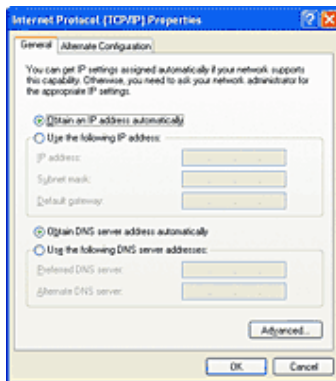 Internet Protocol (TCP/IP) Properties
General
Alternate Configuration
You can get IP settings assigned automatically if your network supports
this capability. Otherwise, you need to ask your network administrator for
the appropriate IP settings.
Obtain an IP address automatically
Use the following IP address:
IP address:
Subnet mask:
Default gateway:
Obtain DNS server address automatically
Use the following DNS server addresses:
Preferred DNS server:
Alternate DNS server:
Advanced...
OK
Cancel